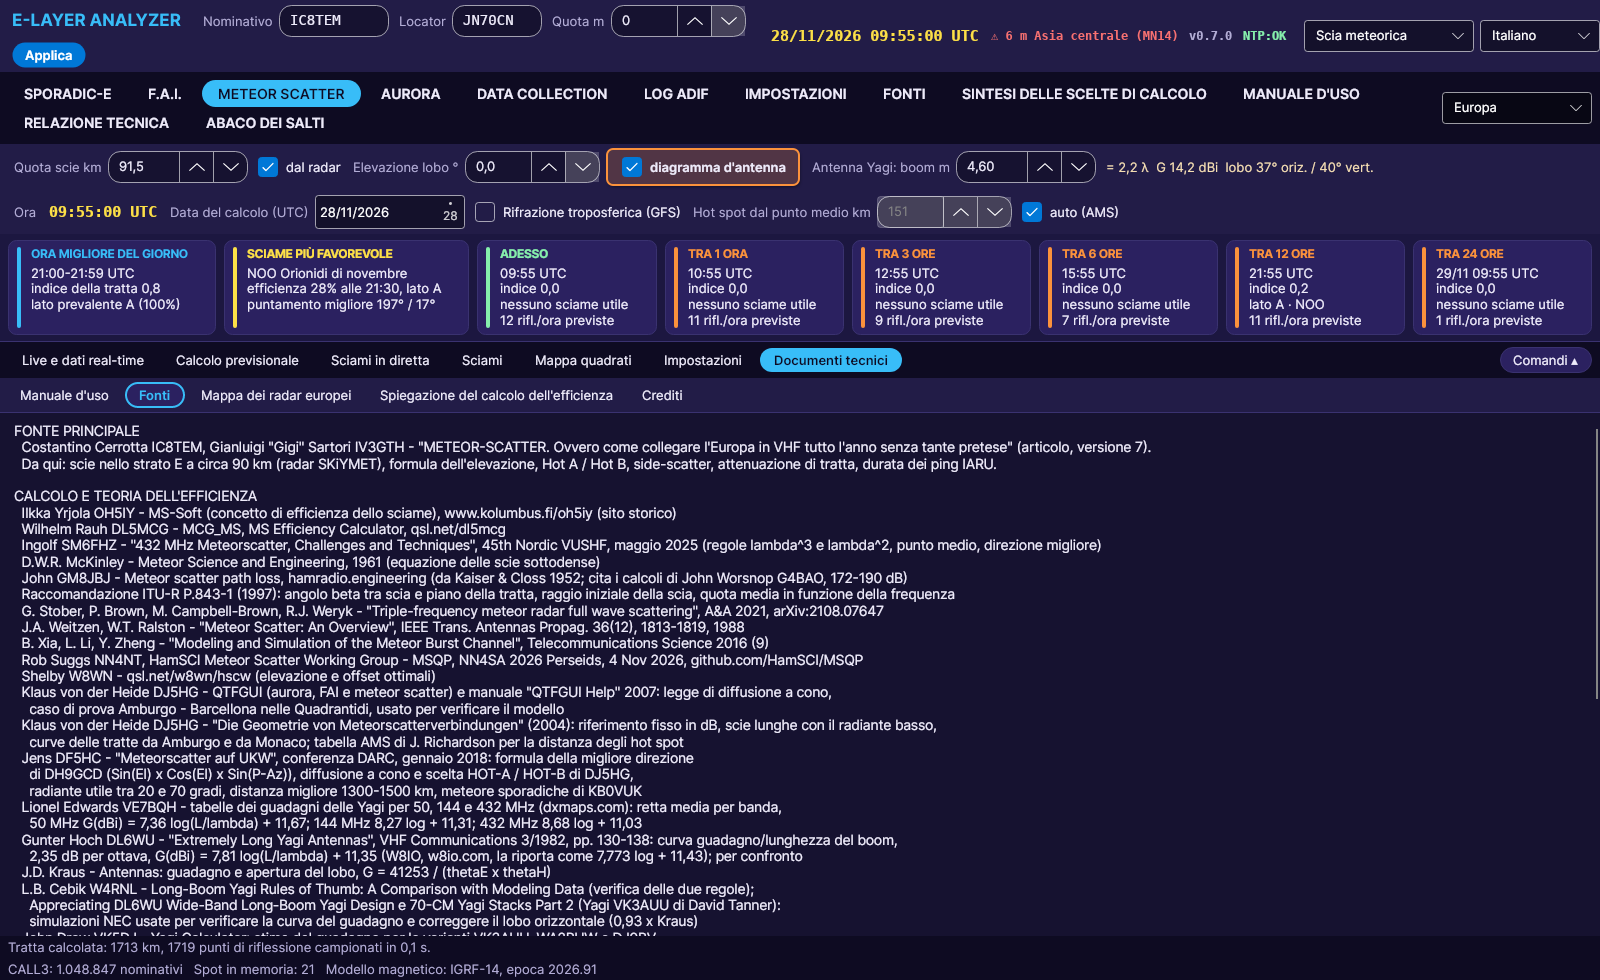 E-LAYER ANALYZER
Nominativo IC8TEM Locator JN70CN Quota m 0
28/11/2026 09:55:00 UTC ⚠ 6 m Asia centrale (MN14) v0.7.0 NTP:OK
Scia meteorica Italiano
Applica
SPORADIC-E F.A.I. METEOR SCATTER AURORA DATA COLLECTION LOG ADIF IMPOSTAZIONI FONTI SINTESI DELLE SCELTE DI CALCOLO MANUALE D'USO
RELAZIONE TECNICA ABACO DEI SALTI
Europa
Quota scie km 91,5 dal radar Elevazione lobo ° 0,0 diagramma d'antenna Antenna Yagi: boom m 4,60 = 2,2 λ G 14,2 dBi lobo 37° oriz. / 40° vert.
Ora 09:55:00 UTC Data del calcolo (UTC) 28/11/2026 28 Rifrazione troposferica (GFS) Hot spot dal punto medio km 151 auto (AMS)
ORA MIGLIORE DEL GIORNO
21:00-21:59 UTC
indice della tratta 0,8
lato prevalente A (100%)
SCIAME PIÙ FAVOREVOLE
NOO Orionidi di novembre
efficienza 28% alle 21:30, lato A
puntamento migliore 197° / 17°
ADESSO
09:55 UTC
indice 0,0
nessuno sciame utile
12 rifl./ora previste
TRA 1 ORA
10:55 UTC
indice 0,0
nessuno sciame utile
11 rifl./ora previste
TRA 3 ORE
12:55 UTC
indice 0,0
nessuno sciame utile
9 rifl./ora previste
TRA 6 ORE
15:55 UTC
indice 0,0
nessuno sciame utile
7 rifl./ora previste
TRA 12 ORE
21:55 UTC
indice 0,2
lato A · NOO
11 rifl./ora previste
TRA 24 ORE
29/11 09:55 UTC
indice 0,0
nessuno sciame utile
1 rifl./ora previste
Live e dati real-time Calcolo previsionale Sciami in diretta Sciami Mappa quadrati Impostazioni Documenti tecnici Comandi ▴
Manuale d'uso Fonti Mappa dei radar europei Spiegazione del calcolo dell'efficienza Crediti
FONTE PRINCIPALE
Costantino Cerrotta IC8TEM, Gianluigi "Gigi" Sartori IV3GTH - "METEOR-SCATTER. Ovvero come collegare l'Europa in VHF tutto l'anno senza tante pretese" (articolo, versione 7).
Da qui: scie nello strato E a circa 90 km (radar SKiYMET), formula dell'elevazione, Hot A / Hot B, side-scatter, attenuazione di tratta, durata dei ping IARU.
CALCOLO E TEORIA DELL'EFFICIENZA
Ilkka Yrjola OH5IY - MS-Soft (concetto di efficienza dello sciame), www.kolumbus.fi/oh5iy (sito storico)
Wilhelm Rauh DL5MCG - MCG_MS, MS Efficiency Calculator, qsl.net/dl5mcg
Ingolf SM6FHZ - "432 MHz Meteorscatter, Challenges and Techniques", 45th Nordic VUSHF, maggio 2025 (regole lambda^3 e lambda^2, punto medio, direzione migliore)
D.W.R. McKinley - Meteor Science and Engineering, 1961 (equazione delle scie sottodense)
John GM8JBJ - Meteor scatter path loss, hamradio.engineering (da Kaiser & Closs 1952; cita i calcoli di John Worsnop G4BAO, 172-190 dB)
Raccomandazione ITU-R P.843-1 (1997): angolo beta tra scia e piano della tratta, raggio iniziale della scia, quota media in funzione della frequenza
G. Stober, P. Brown, M. Campbell-Brown, R.J. Weryk - "Triple-frequency meteor radar full wave scattering", A&A 2021, arXiv:2108.07647
J.A. Weitzen, W.T. Ralston - "Meteor Scatter: An Overview", IEEE Trans. Antennas Propag. 36(12), 1813-1819, 1988
B. Xia, L. Li, Y. Zheng - "Modeling and Simulation of the Meteor Burst Channel", Telecommunications Science 2016 (9)
Rob Suggs NN4NT, HamSCI Meteor Scatter Working Group - MSQP, NN4SA 2026 Perseids, 4 Nov 2026, github.com/HamSCI/MSQP
Shelby W8WN - qsl.net/w8wn/hscw (elevazione e offset ottimali)
Klaus von der Heide DJ5HG - QTFGUI (aurora, FAI e meteor scatter) e manuale "QTFGUI Help" 2007: legge di diffusione a cono,
caso di prova Amburgo - Barcellona nelle Quadrantidi, usato per verificare il modello
Klaus von der Heide DJ5HG - "Die Geometrie von Meteorscatterverbindungen" (2004): riferimento fisso in dB, scie lunghe con il radiante basso,
curve delle tratte da Amburgo e da Monaco; tabella AMS di J. Richardson per la distanza degli hot spot
Jens DF5HC - "Meteorscatter auf UKW", conferenza DARC, gennaio 2018: formula della migliore direzione
di DH9GCD (Sin(El) x Cos(El) x Sin(P-Az)), diffusione a cono e scelta HOT-A / HOT-B di DJ5HG,
radiante utile tra 20 e 70 gradi, distanza migliore 1300-1500 km, meteore sporadiche di KB0VUK
Lionel Edwards VE7BQH - tabelle dei guadagni delle Yagi per 50, 144 e 432 MHz (dxmaps.com): retta media per banda,
50 MHz G(dBi) = 7,36 log(L/lambda) + 11,67; 144 MHz 8,27 log + 11,31; 432 MHz 8,68 log + 11,03
Gunter Hoch DL6WU - "Extremely Long Yagi Antennas", VHF Communications 3/1982, pp. 130-138: curva guadagno/lunghezza del boom,
2,35 dB per ottava, G(dBi) = 7,81 log(L/lambda) + 11,35 (W8IO, w8io.com, la riporta come 7,773 log + 11,43); per confronto
J.D. Kraus - Antennas: guadagno e apertura del lobo, G = 41253 / (thetaE x thetaH)
L.B. Cebik W4RNL - Long-Boom Yagi Rules of Thumb: A Comparison with Modeling Data (verifica delle due regole);
Appreciating DL6WU Wide-Band Long-Boom Yagi Design e 70-CM Yagi Stacks Part 2 (Yagi VK3AUU di David Tanner):
simulazioni NEC usate per verificare la curva del guadagno e correggere il lobo orizzontale (0,93 x Kraus)
Tratta calcolata: 1713 km, 1719 punti di riflessione campionati in 0,1 s.
CALL3: 1.048.847 nominativi Spot in memoria: 21 Modello magnetico: IGRF-14, epoca 2026.91